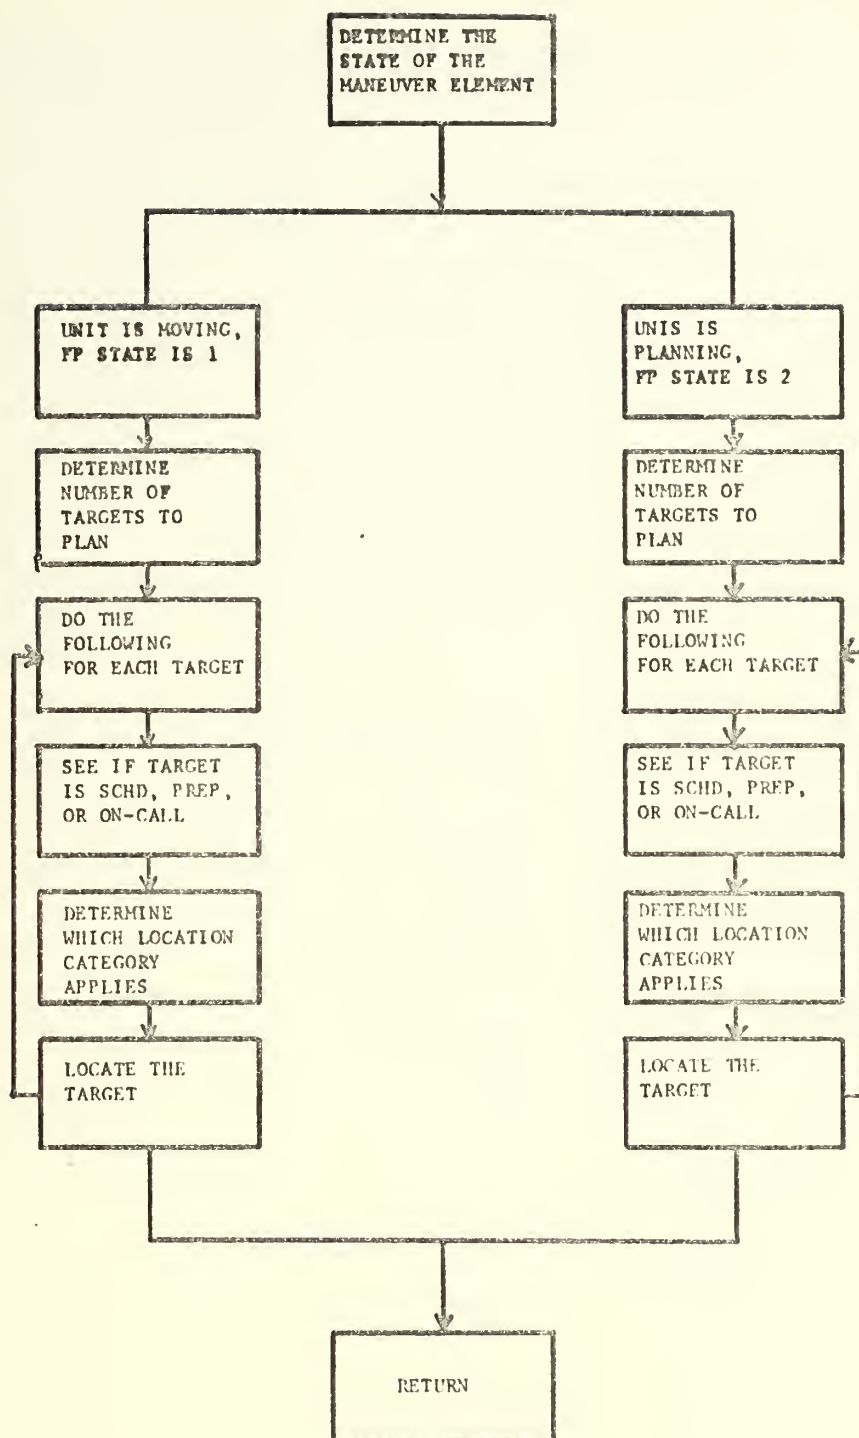 DETERMINE THE
STATE OF THE
MANEUVER ELEMENT
UNIT IS MOVING,
FP STATE IS 1
DETERMINE
NUMBER OF
TARGETS TO
PLAN
DO THE
FOLLOWING
FOR EACH TARGET
SEE IF TARGET
IS SCHD, PREP,
OR ON-CALL
DETERMINE
WHICH LOCATION
CATEGORY
APPLIES
LOCATE THE
TARGET
UNIS IS
PLANNING,
FP STATE IS 2
DETERMINE
NUMBER OF
TARGETS TO
PLAN
DO THE
FOLLOWING
FOR EACH TARGET
SEE IF TARGET
IS SCHD, PREP,
OR ON-CALL
DETERMINE
WHICH LOCATION
CATEGORY
APPLIES
LOCATE THE
TARGET
RETURN